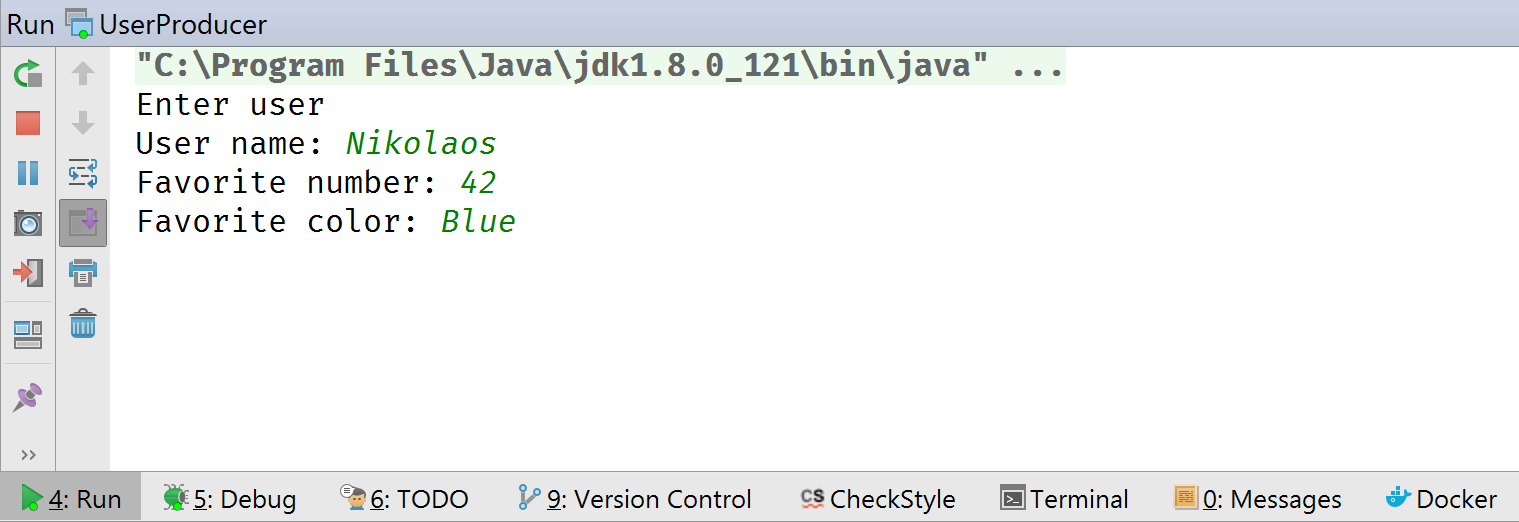 Run UserProducer
"C:\Program Files\Java\jdk1.8.0_121\bin\java" ...
Enter user
User name: Nikolaos
Favorite number: 42
Favorite color: Blue
4: Run 5: Debug 6: TODO 9: Version Control CS CheckStyle Terminal 0: Messages Docker